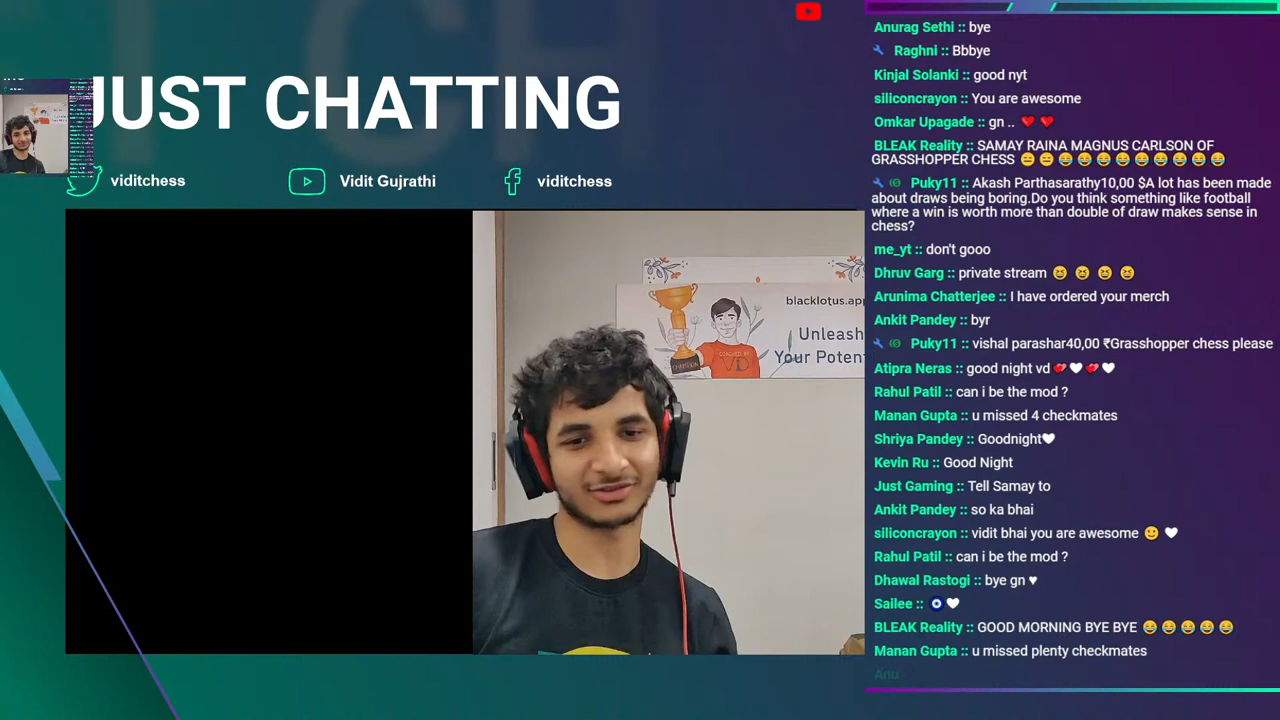 JUST CHATTING
viditchess
Vidit Gujrathi
viditchess
blacklotus.app
Unleash
Your Poten
COACHED BY
VD
CHAMPION
Anurag Sethi :: bye
Raghni :: Bbbye
Kinjal Solanki :: good nyt
siliconcrayon :: You are awesome
Omkar Upagade :: gn .. ❤️ ❤️
BLEAK Reality :: SAMAY RAINA MAGNUS CARLSON OF
GRASSHOPPER CHESS 😑 😑 😂 😂 😂 😂 😂 😂 😂 😂 😂
Puky11 :: Akash Parthasarathy10,00 $A lot has been made
about draws being boring.Do you think something like football
where a win is worth more than double of draw makes sense in
chess?
me_yt :: don't gooo
Dhruv Garg :: private stream 😆 😆 😆 😆
Arunima Chatterjee :: I have ordered your merch
Ankit Pandey :: byr
Puky11 :: vishal parashar40,00 ₹Grasshopper chess please
Atipra Neras :: good night vd💓🤍💓🤍
Rahul Patil :: can i be the mod ?
Manan Gupta :: u missed 4 checkmates
Shriya Pandey :: Goodnight🤍
Kevin Ru :: Good Night
Just Gaming :: Tell Samay to
Ankit Pandey :: so ka bhai
siliconcrayon :: vidit bhai you are awesome 🙂 🤍
Rahul Patil :: can i be the mod ?
Dhawal Rastogi :: bye gn ♥
Sailee :: 🧿🤍
BLEAK Reality :: GOOD MORNING BYE BYE 😂 😂 😂 😂 😂
Manan Gupta :: u missed plenty checkmates
Anu